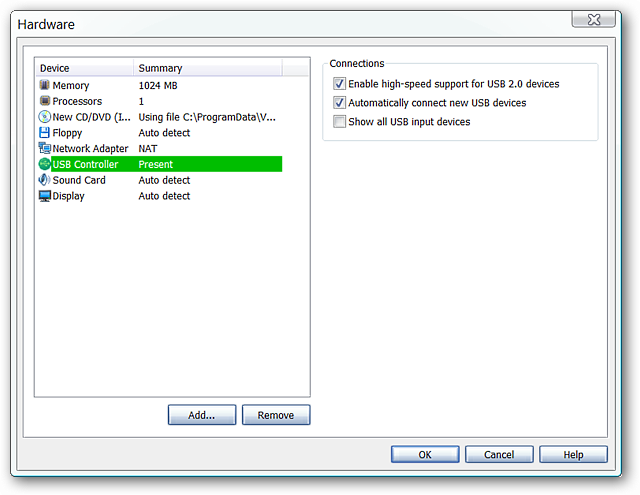 Hardware
Device Summary
Memory 1024 MB
Processors 1
New CD/DVD (I... Using file C:\ProgramData\V...
Floppy Auto detect
Network Adapter NAT
USB Controller Present
Sound Card Auto detect
Display Auto detect
Add... Remove
Connections
Enable high-speed support for USB 2.0 devices
Automatically connect new USB devices
Show all USB input devices
OK Cancel Help